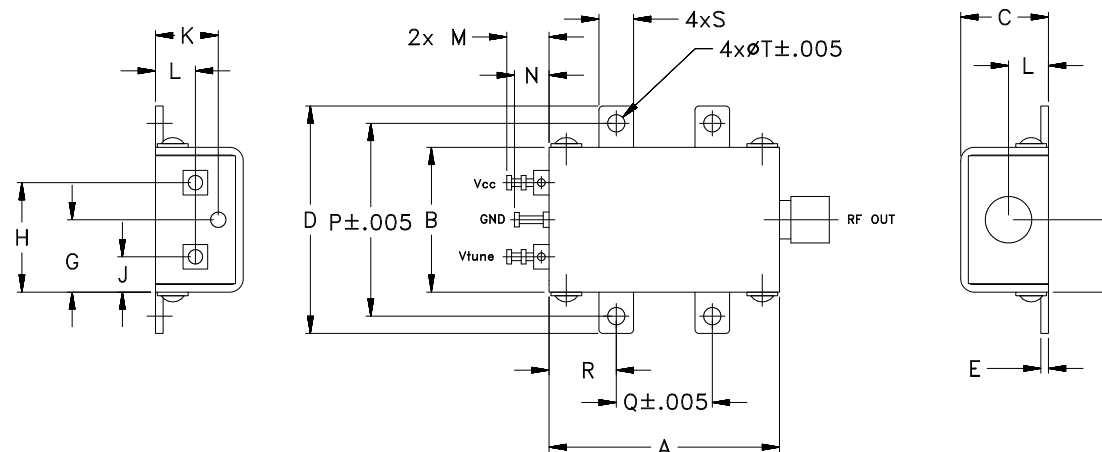 K
L
H
G
J
2x M
N
4xS
4xøT±.005
D
P±.005
B
Vcc
GND
Vtune
RF OUT
R
Q±.005
A
C
L
E